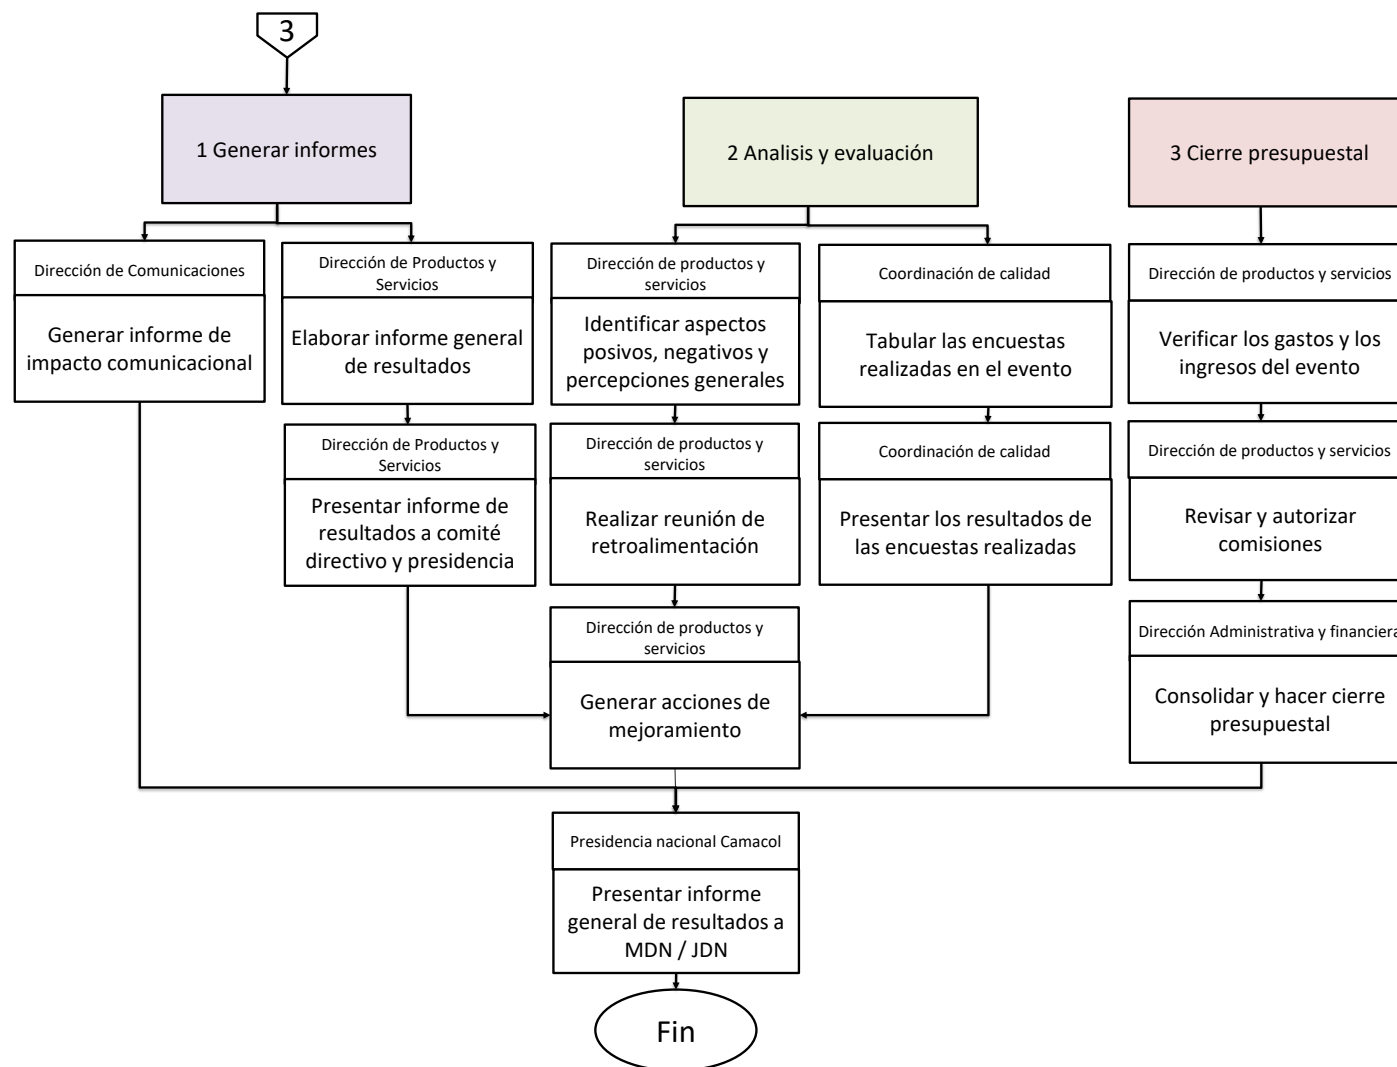 3
1 Generar informes
2 Analisis y evaluación
3 Cierre presupuestal
Dirección de Comunicaciones
Generar informe de
impacto comunicacional
Dirección de Productos y
Servicios
Elaborar informe general
de resultados
Dirección de Productos y
Servicios
Presentar informe de
resultados a comité
directivo y presidencia
Dirección de productos y
servicios
Identificar aspectos
posivos, negativos y
percepciones generales
Dirección de productos y
servicios
Realizar reunión de
retroalimentación
Dirección de productos y
servicios
Generar acciones de
mejoramiento
Coordinación de calidad
Tabular las encuestas
realizadas en el evento
Coordinación de calidad
Presentar los resultados de
las encuestas realizadas
Dirección de productos y servicios
Verificar los gastos y los
ingresos del evento
Dirección de productos y servicios
Revisar y autorizar
comisiones
Dirección Administrativa y financiera
Consolidar y hacer cierre
presupuestal
Presidencia nacional Camacol
Presentar informe
general de resultados a
MDN / JDN
Fin